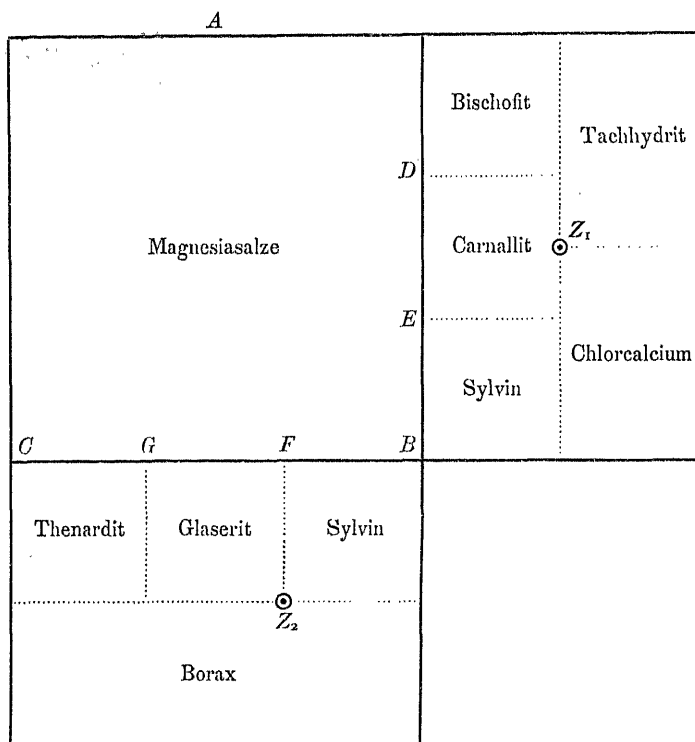 A
Bischofit
Tachhydrit
D
Magnesiasalze
Carnallit
Z₁
E
Chlorcalcium
Sylvin
C
G
F
B
Thenardit
Glaserit
Sylvin
Z₂
Borax